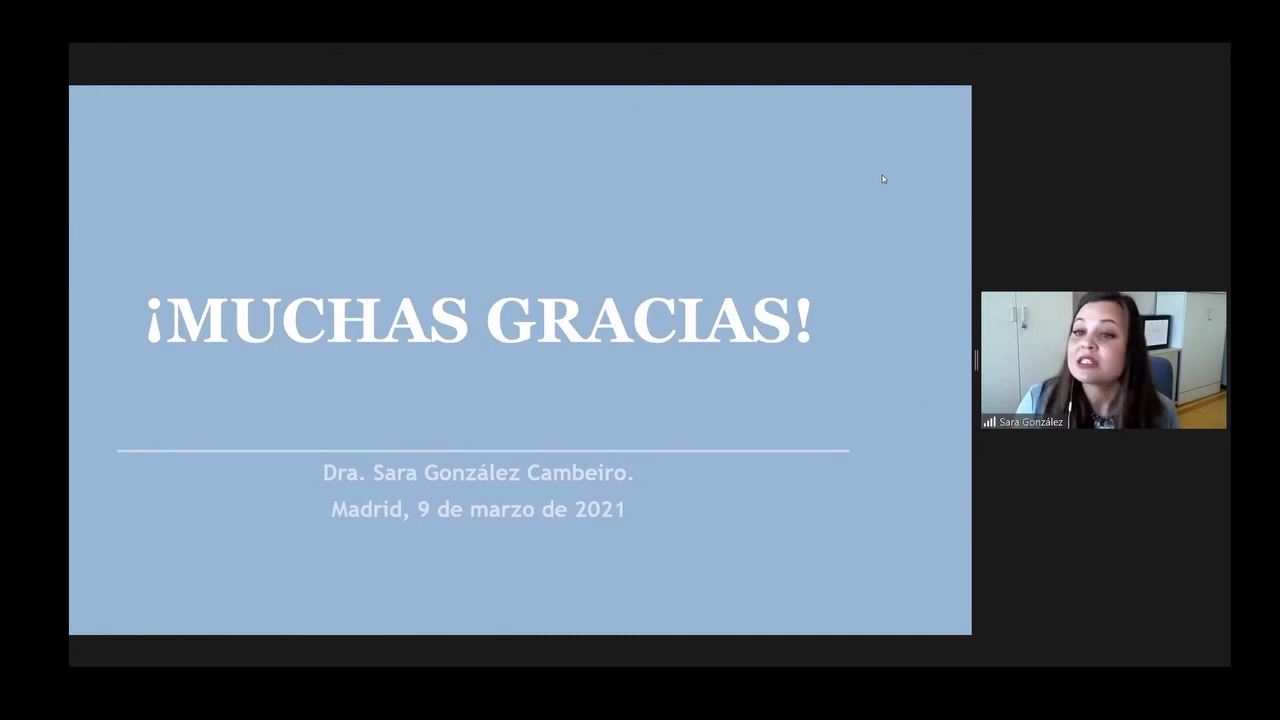 ¡MUCHAS GRACIAS!
Dra. Sara González Cambeiro.
Madrid, 9 de marzo de 2021
Sara González